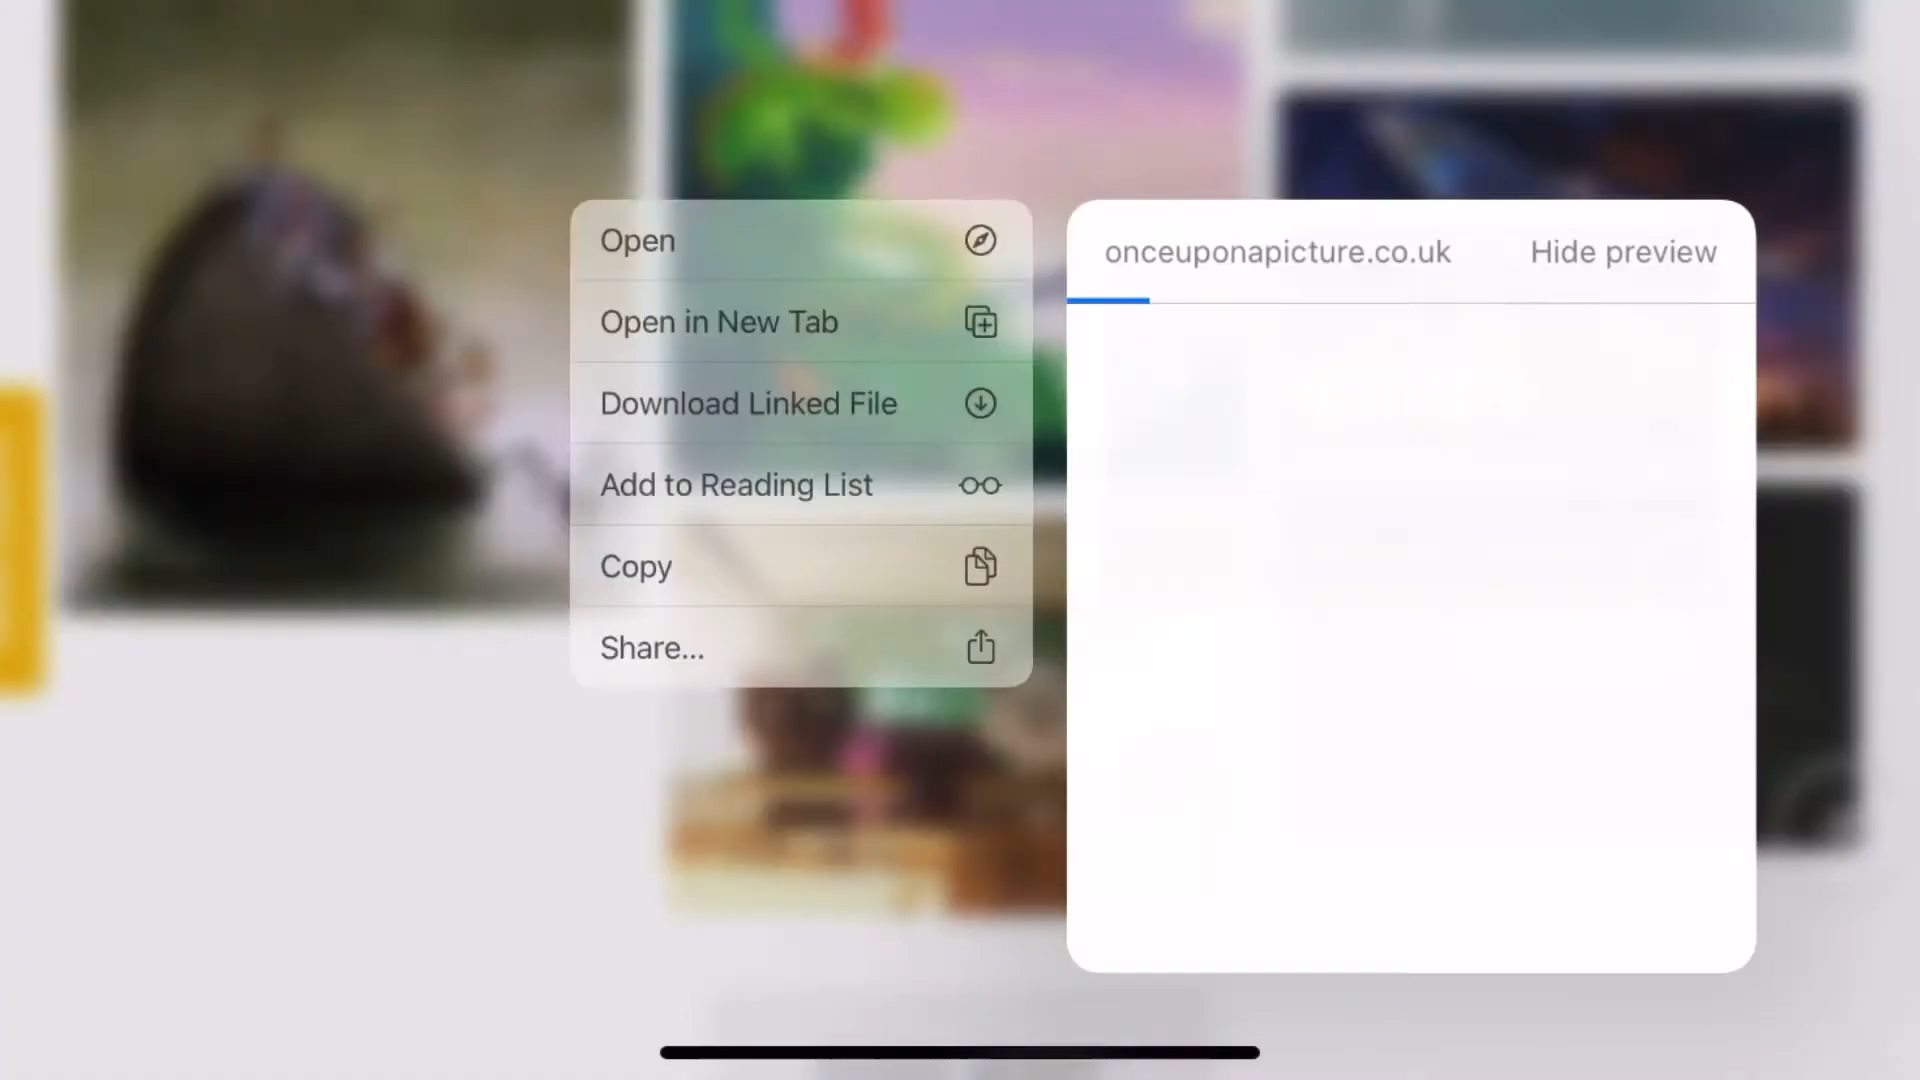 Open
Open in New Tab
Download Linked File
Add to Reading List
Copy
Share...
onceuponapicture.co.uk
Hide preview